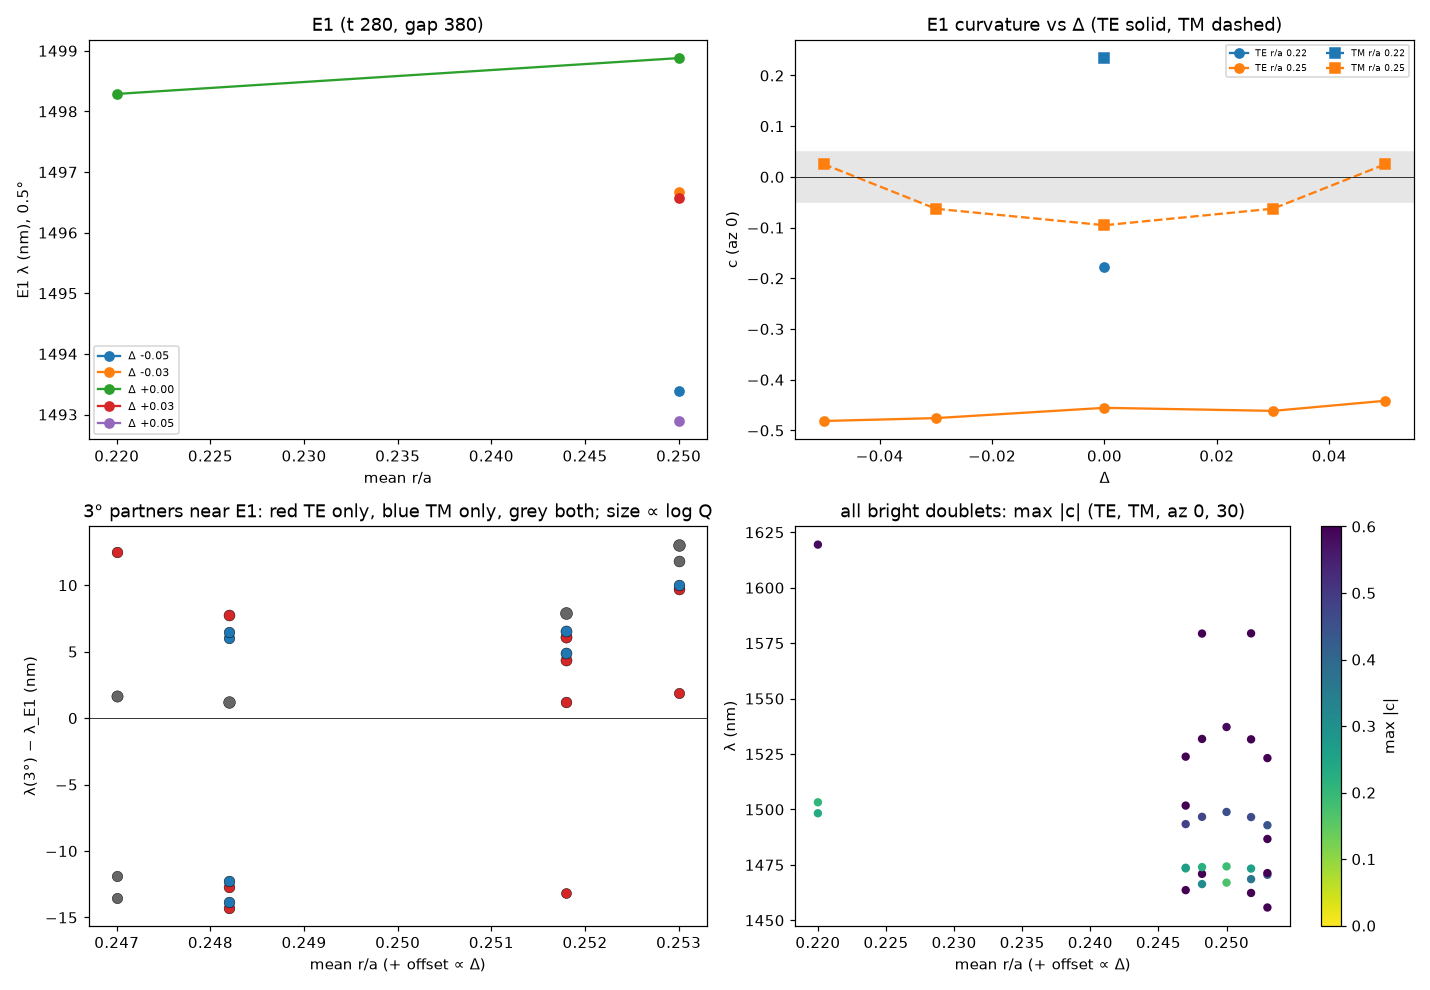 E1 (t 280, gap 380)
1499
1498
1497
1496
1495
1494
1493
E1 λ (nm), 0.5°
Δ -0.05
Δ -0.03
Δ +0.00
Δ +0.03
Δ +0.05
0.220 0.225 0.230 0.235 0.240 0.245 0.250
mean r/a
E1 curvature vs Δ (TE solid, TM dashed)
TE r/a 0.22 TM r/a 0.22
TE r/a 0.25 TM r/a 0.25
0.2
0.1
0.0
−0.1
−0.2
−0.3
−0.4
−0.5
c (az 0)
−0.04 −0.02 0.00 0.02 0.04
Δ
3° partners near E1: red TE only, blue TM only, grey both; size ∝ log Q
10
5
0
−5
−10
−15
λ(3°) − λ_E1 (nm)
0.247 0.248 0.249 0.250 0.251 0.252 0.253
mean r/a (+ offset ∝ Δ)
all bright doublets: max |c| (TE, TM, az 0, 30)
1625
1600
1575
1550
1525
1500
1475
1450
λ (nm)
0.220 0.225 0.230 0.235 0.240 0.245 0.250
mean r/a (+ offset ∝ Δ)
0.6
0.5
0.4
0.3
0.2
0.1
0.0
max |c|